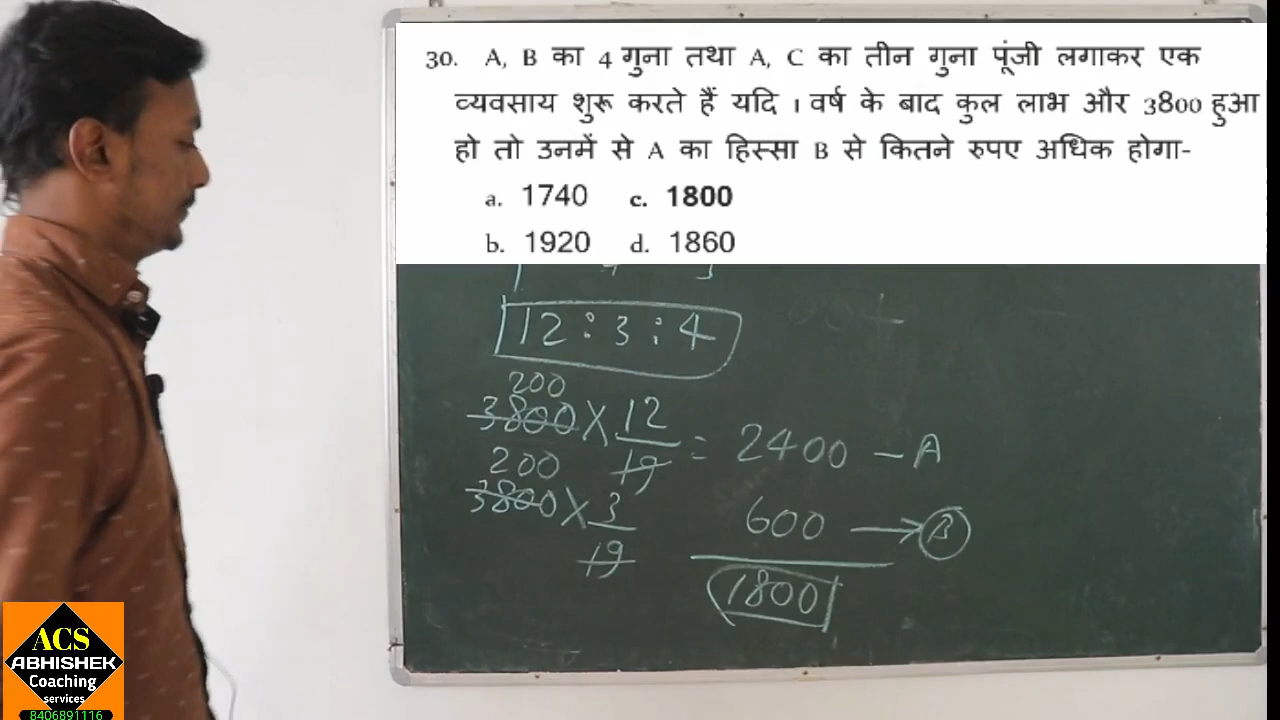 30. A, B का 4 गुना तथा A, C का तीन गुना पूंजी लगाकर एक
व्यवसाय शुरू करते हैं यदि 1 वर्ष के बाद कुल लाभ और 3800 हुआ
हो तो उनमें से A का हिस्सा B से कितने रुपए अधिक होगा-
a. 1740 c. 1800
b. 1920 d. 1860
12 : 3 : 4
200
3800 X 12
19 = 2400 – A
200
3800 X 3
19
600 → B
1800
ACS
ABHISHEK
Coaching
services
8406891116